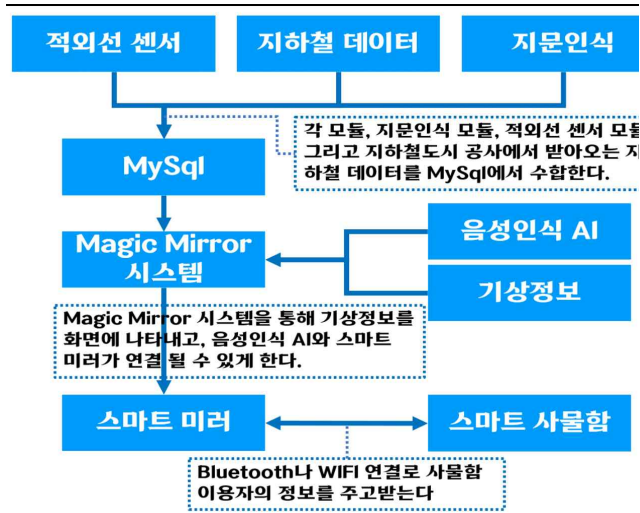 적외선 센서
지하철 데이터
지문인식
각 모듈, 지문인식 모듈, 적외선 센서 모듈
그리고 지하철도시 공사에서 받아오는 지
하철 데이터를 MySql에서 수합한다.
MySql
Magic Mirror
시스템
음성인식 AI
기상정보
Magic Mirror 시스템을 통해 기상정보를
화면에 나타내고, 음성인식 AI와 스마트
미러가 연결 될 수 있게 한다.
스마트 미러
스마트 사물함
Bluetooth나 WIFI 연결로 사물함
이용자의 정보를 주고받는다